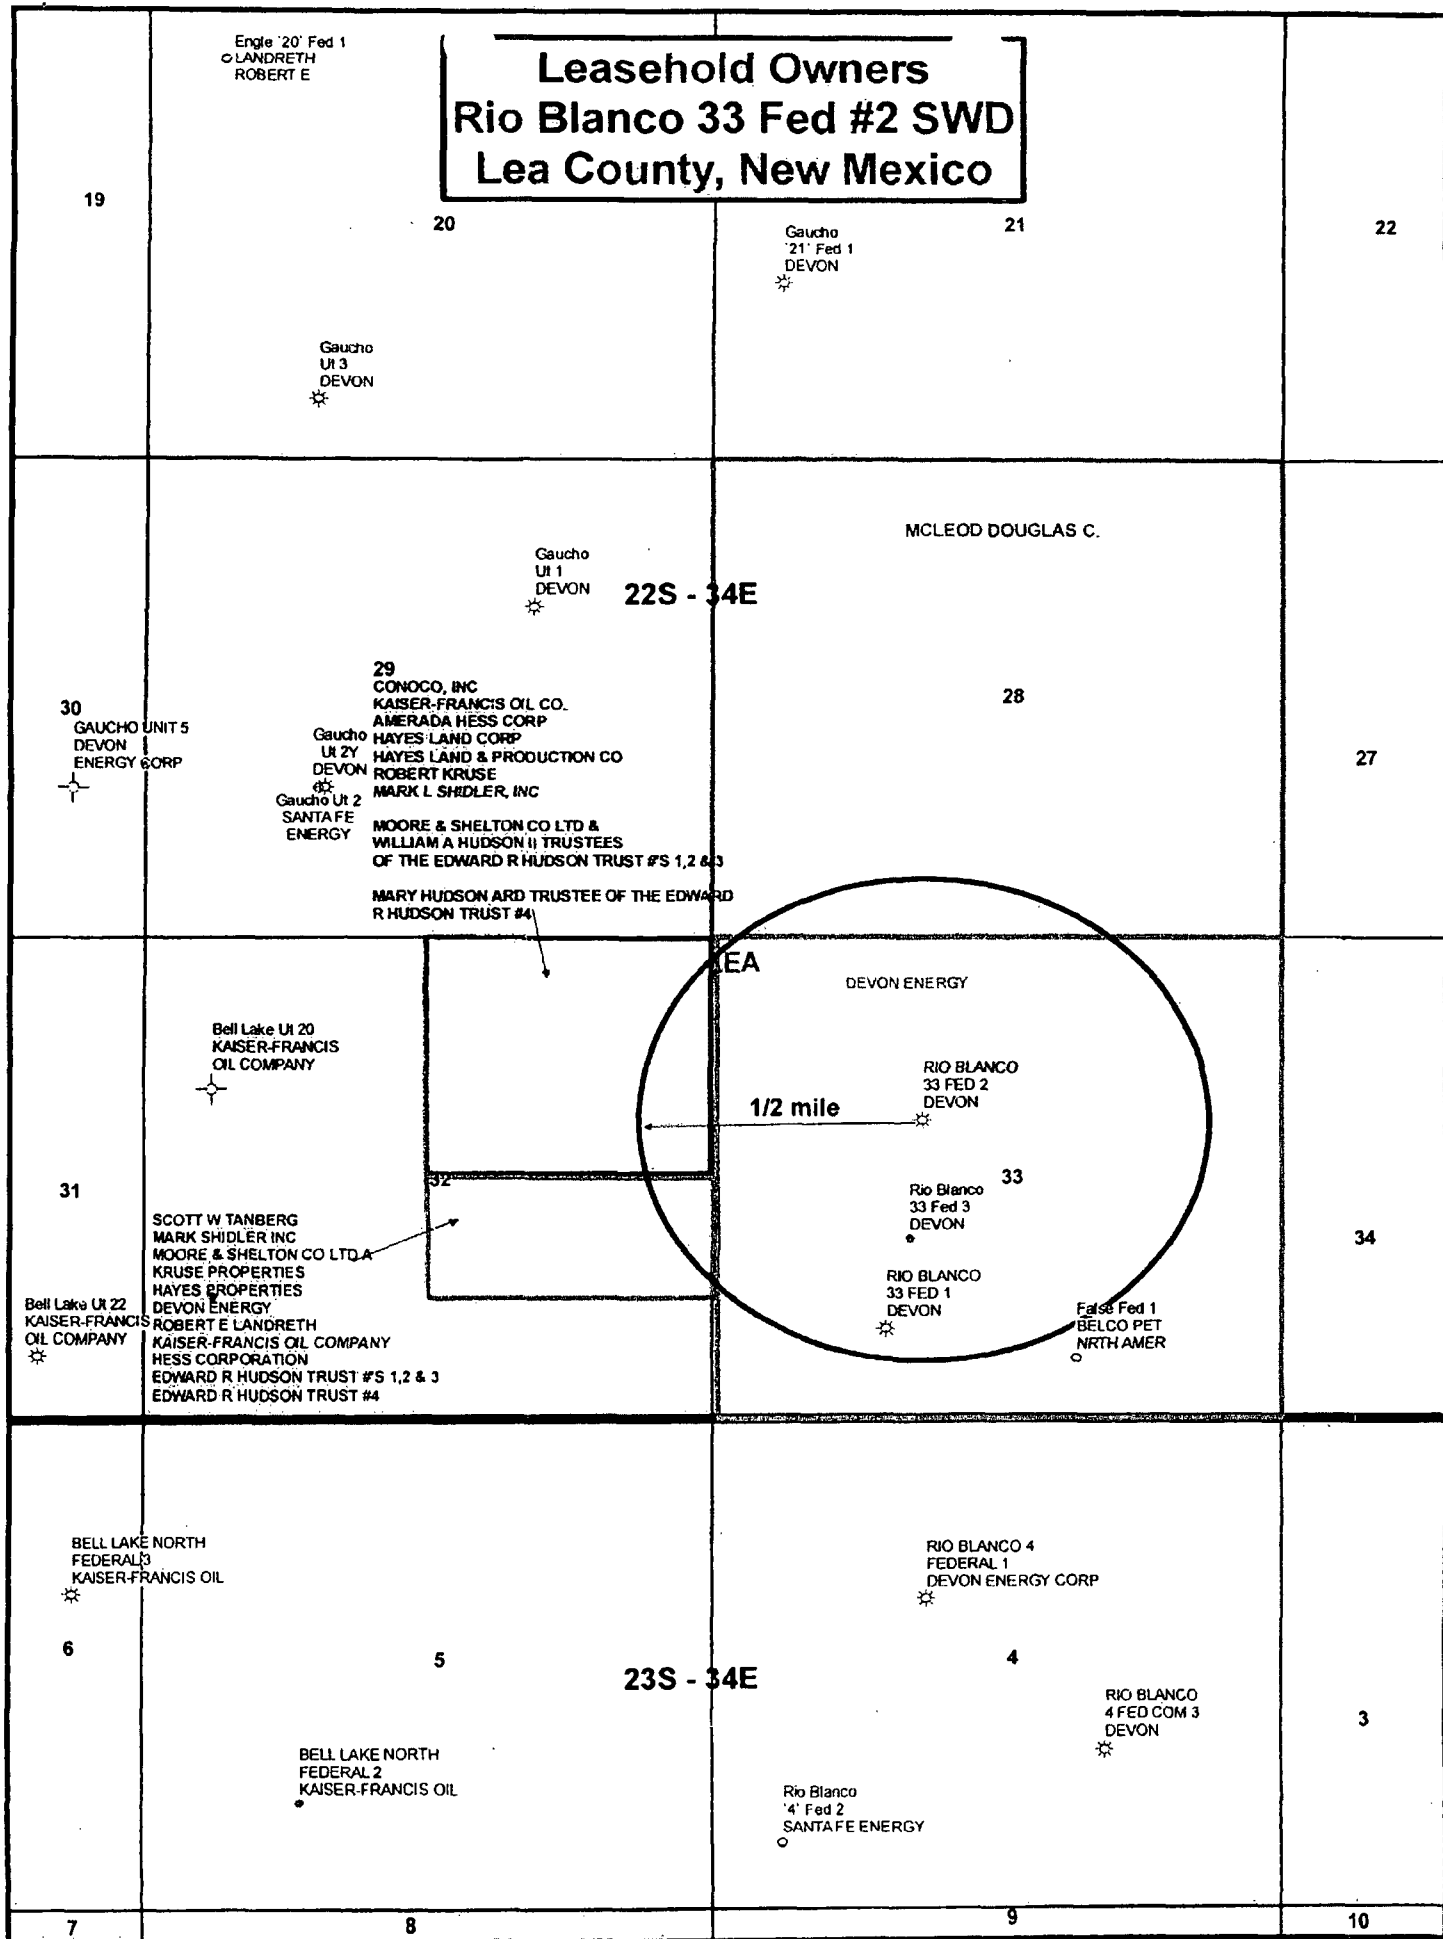 Engle '20' Fed 1
LANDRETH
ROBERT E
Leasehold Owners
Rio Blanco 33 Fed #2 SWD
Lea County, New Mexico
19
20
21
22
Gaucho
'21' Fed 1
DEVON
Gaucho
Ut 3
DEVON
MCLEOD DOUGLAS C.
Gaucho
Ut 1
DEVON
22S - 34E
29
CONOCO, INC
KAISER-FRANCIS OIL CO.
AMERADA HESS CORP
HAYES LAND CORP
HAYES LAND & PRODUCTION CO
ROBERT KRUSE
MARK L SHIDLER, INC
MOORE & SHELTON CO LTD &
WILLIAM A HUDSON II TRUSTEES
OF THE EDWARD R HUDSON TRUST #'S 1,2 & 3
MARY HUDSON ARD TRUSTEE OF THE EDWARD
R HUDSON TRUST #4
28
30
GAUCHO UNIT 5
DEVON
ENERGY CORP
Gaucho
Ut 2Y
DEVON
Gaucho Ut 2
SANTA FE
ENERGY
27
EA
DEVON ENERGY
Bell Lake Ut 20
KAISER-FRANCIS
OIL COMPANY
RIO BLANCO
33 FED 2
DEVON
1/2 mile
31
32
33
Rio Blanco
33 Fed 3
DEVON
34
SCOTT W TANBERG
MARK SHIDLER INC
MOORE & SHELTON CO LTD A
KRUSE PROPERTIES
HAYES PROPERTIES
DEVON ENERGY
ROBERT E LANDRETH
KAISER-FRANCIS OIL COMPANY
HESS CORPORATION
EDWARD R HUDSON TRUST #'S 1,2 & 3
EDWARD R HUDSON TRUST #4
RIO BLANCO
33 FED 1
DEVON
Bell Lake Ut 22
KAISER-FRANCIS
OIL COMPANY
False Fed 1
BELCO PET
NRTH AMER
BELL LAKE NORTH
FEDERAL 3
KAISER-FRANCIS OIL
RIO BLANCO 4
FEDERAL 1
DEVON ENERGY CORP
6
5
23S - 34E
4
RIO BLANCO
4 FED COM 3
DEVON
3
BELL LAKE NORTH
FEDERAL 2
KAISER-FRANCIS OIL
Rio Blanco
'4' Fed 2
SANTA FE ENERGY
7
8
9
10